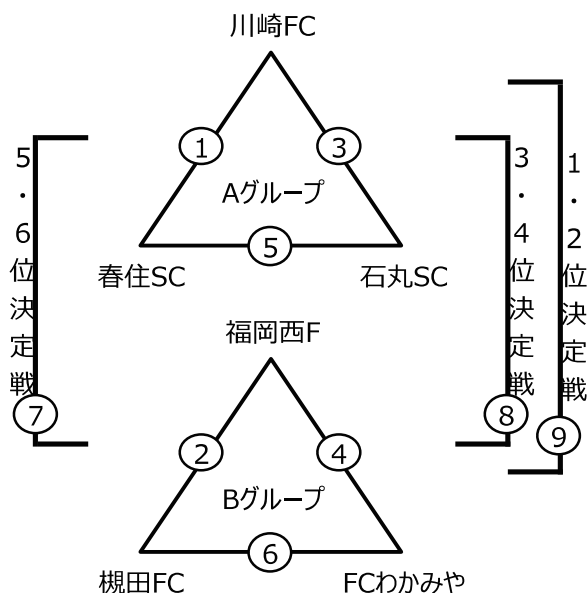 川崎FC
①
③
Aグループ
⑤
春住SC
石丸SC
福岡西F
②
④
Bグループ
⑥
槻田FC
FCわかみや
5・6位決定戦
⑦
3・4位決定戦
⑧
1・2位決定戦
⑨